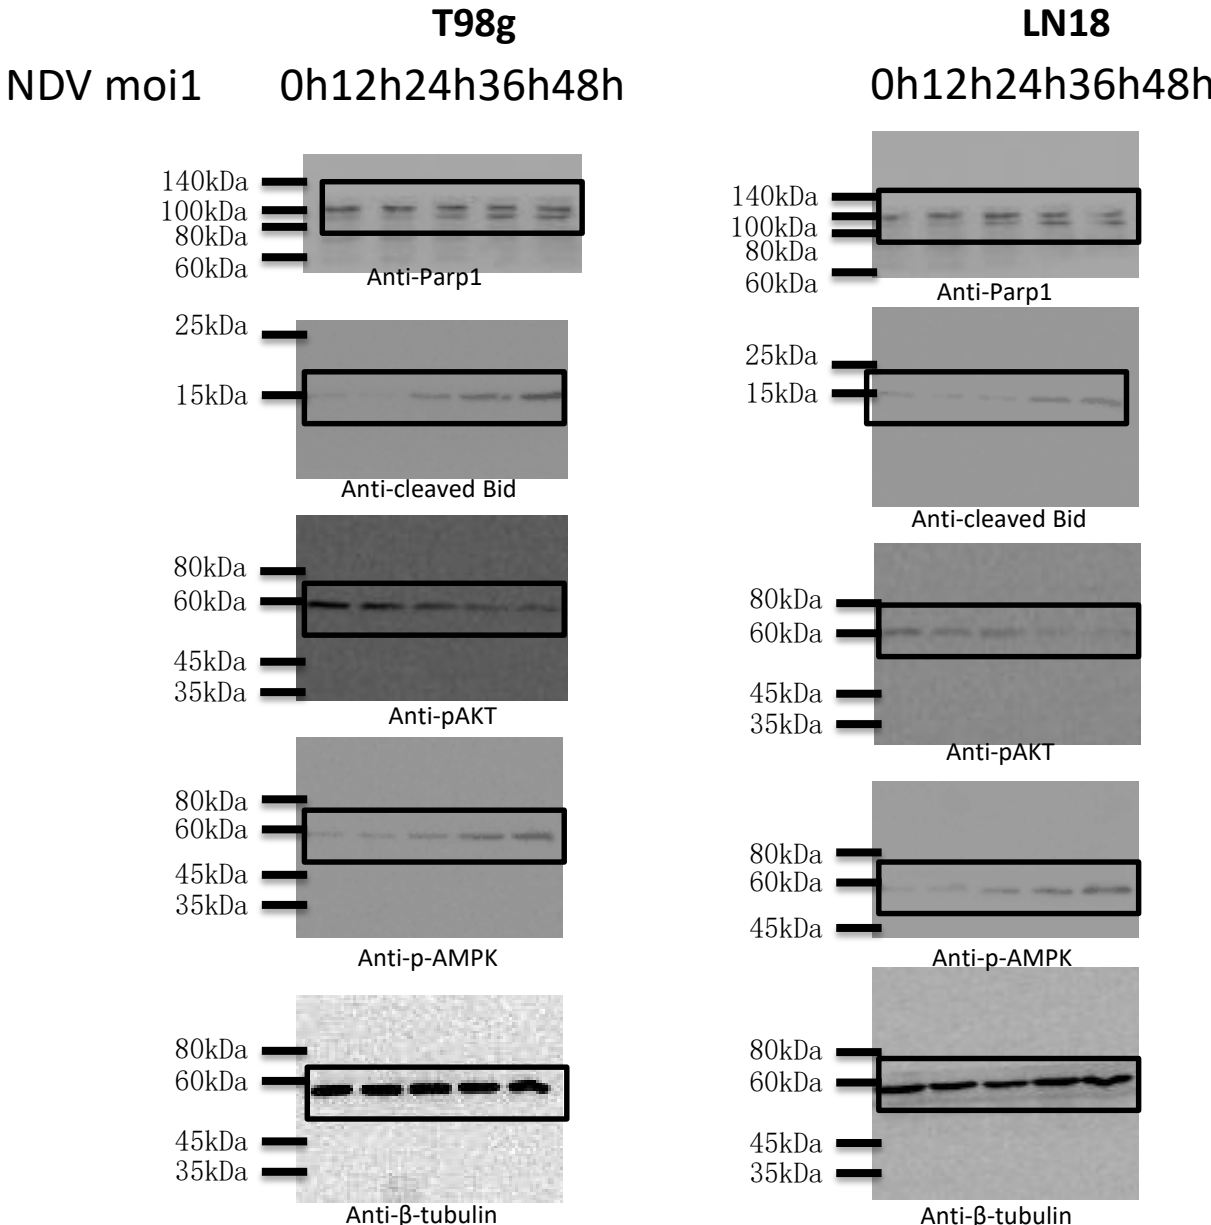 T98g
LN18
NDV moi1
0h12h24h36h48h
0h12h24h36h48h
140kDa
100kDa
80kDa
60kDa
Anti-Parp1
140kDa
100kDa
80kDa
60kDa
Anti-Parp1
25kDa
15kDa
Anti-cleaved Bid
25kDa
15kDa
Anti-cleaved Bid
80kDa
60kDa
45kDa
35kDa
Anti-pAKT
80kDa
60kDa
45kDa
35kDa
Anti-pAKT
80kDa
60kDa
45kDa
35kDa
Anti-p-AMPK
80kDa
60kDa
45kDa
Anti-p-AMPK
80kDa
60kDa
45kDa
35kDa
Anti-β-tubulin
80kDa
60kDa
45kDa
35kDa
Anti-β-tubulin